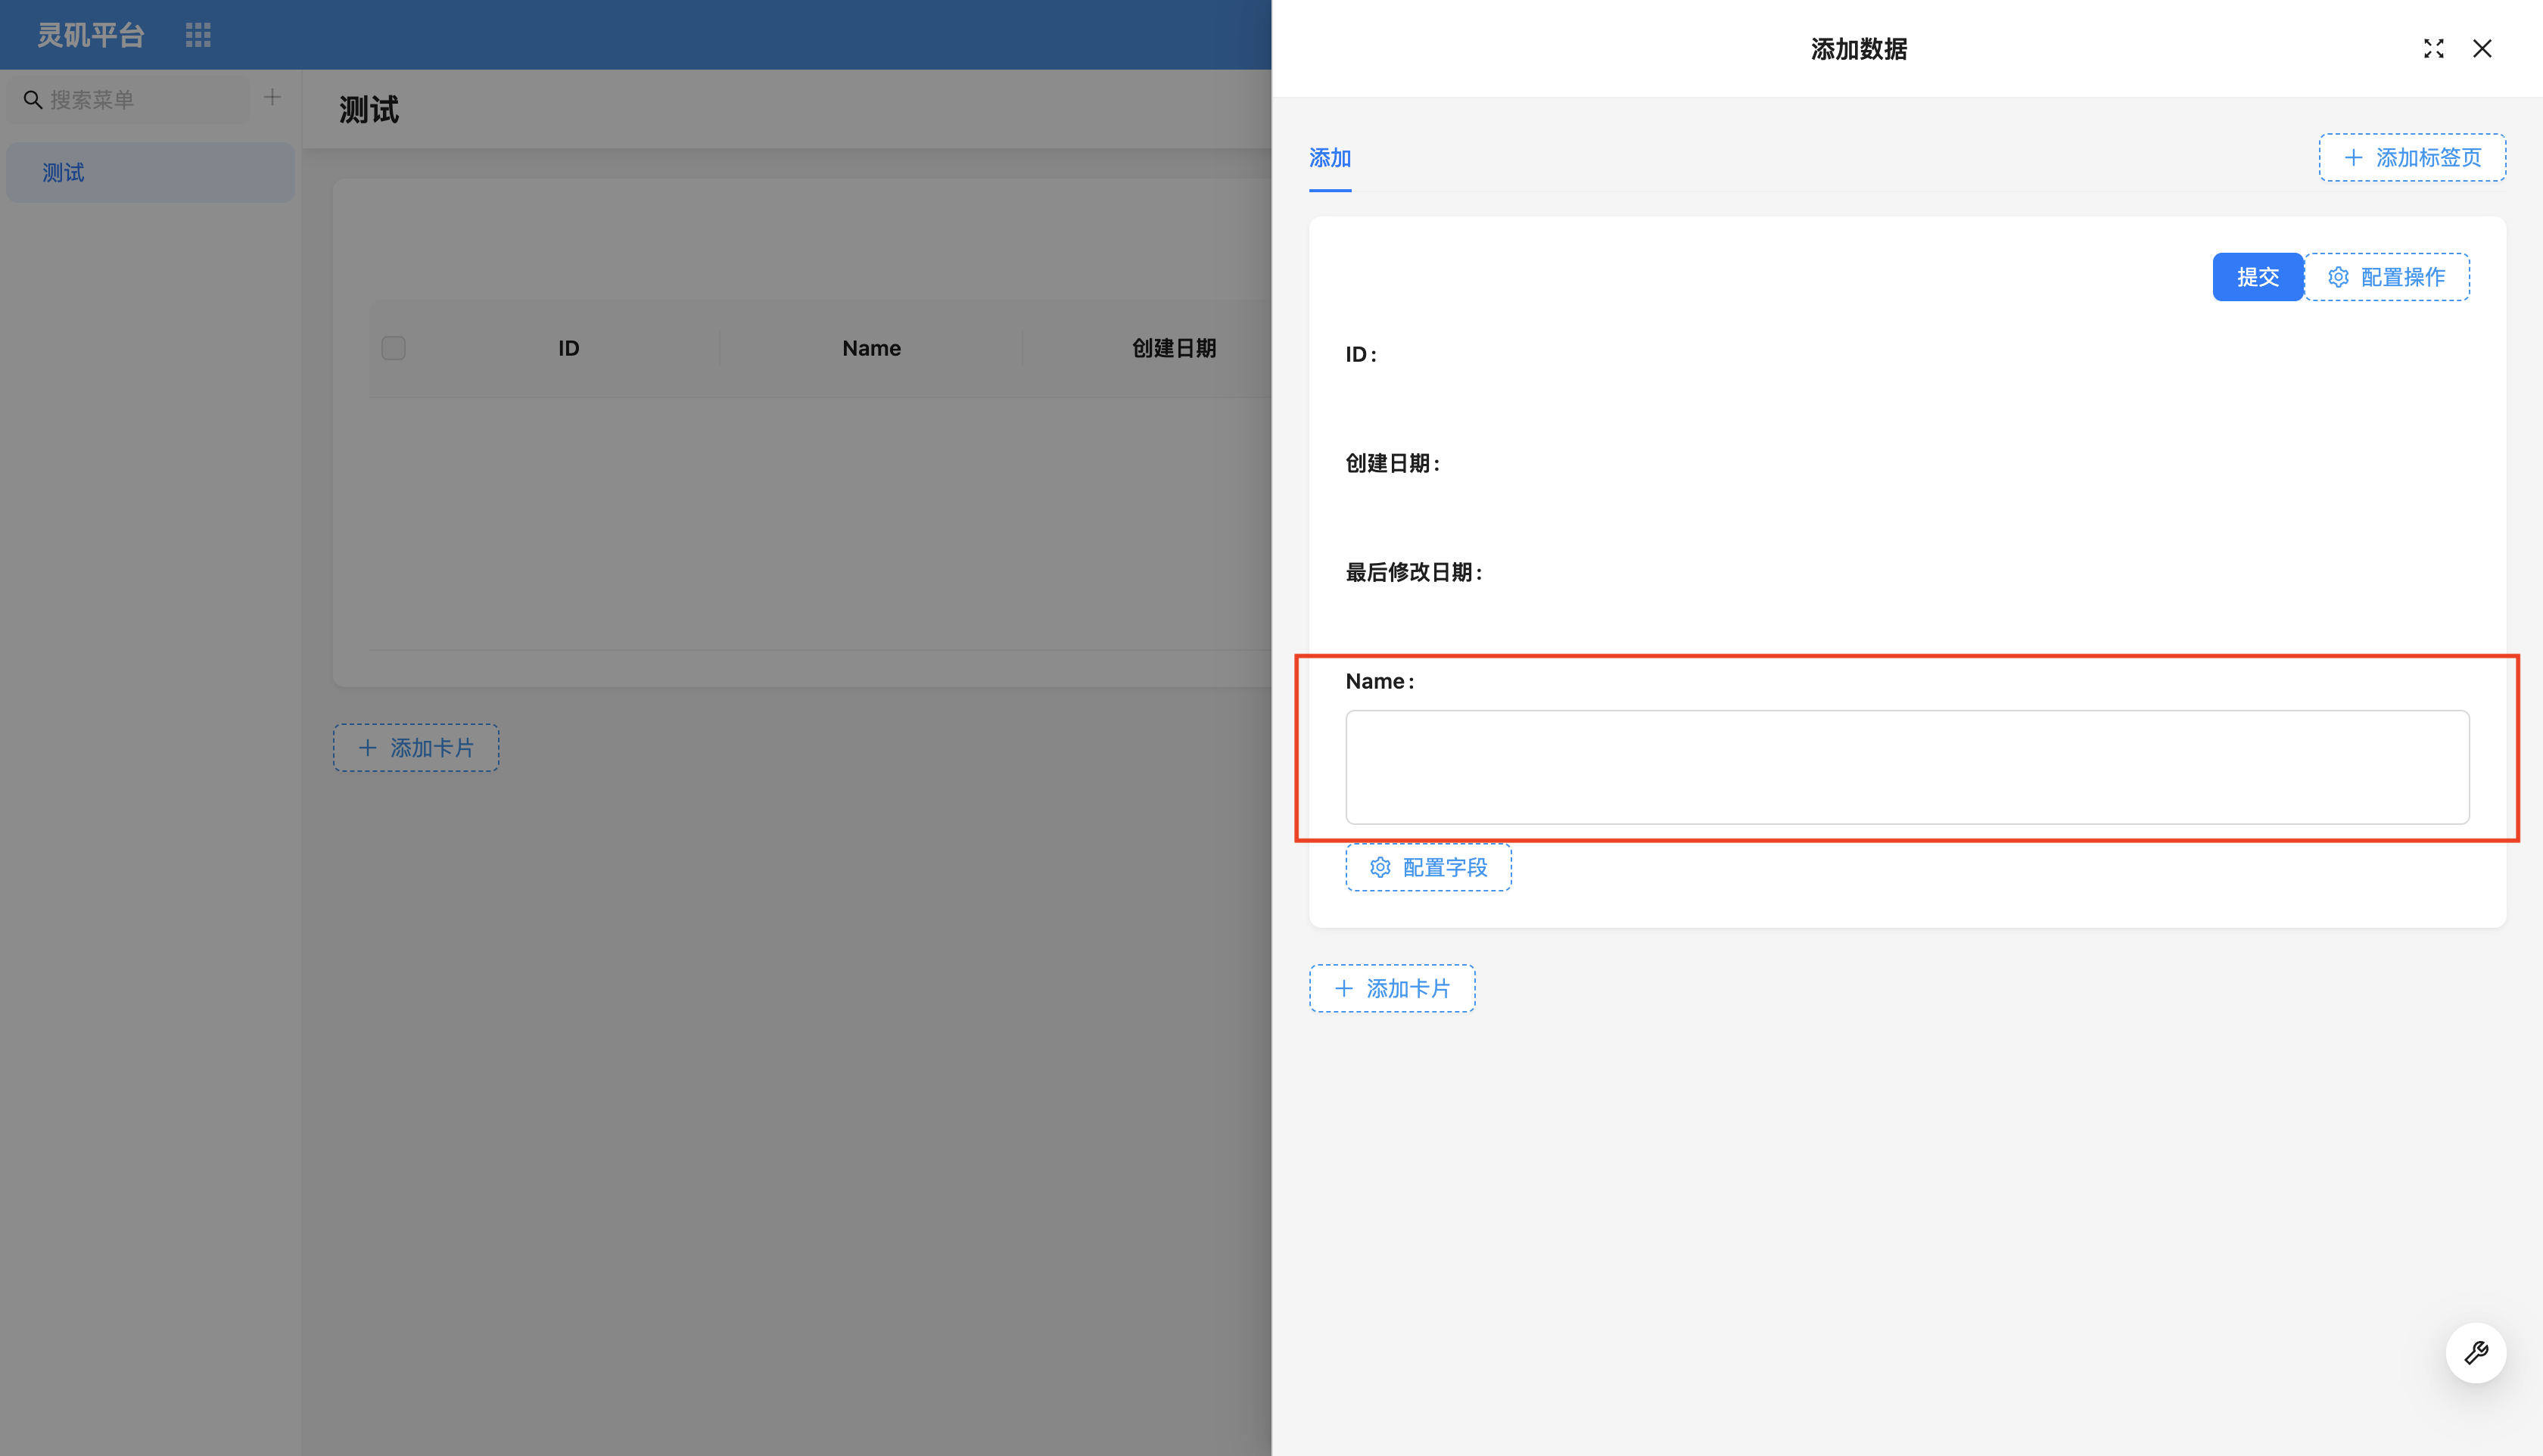 灵矶平台
搜索菜单
测试
测试
ID
Name
创建日期
添加卡片
添加数据
添加
添加标签页
提交
配置操作
ID:
创建日期:
最后修改日期:
Name:
配置字段
添加卡片